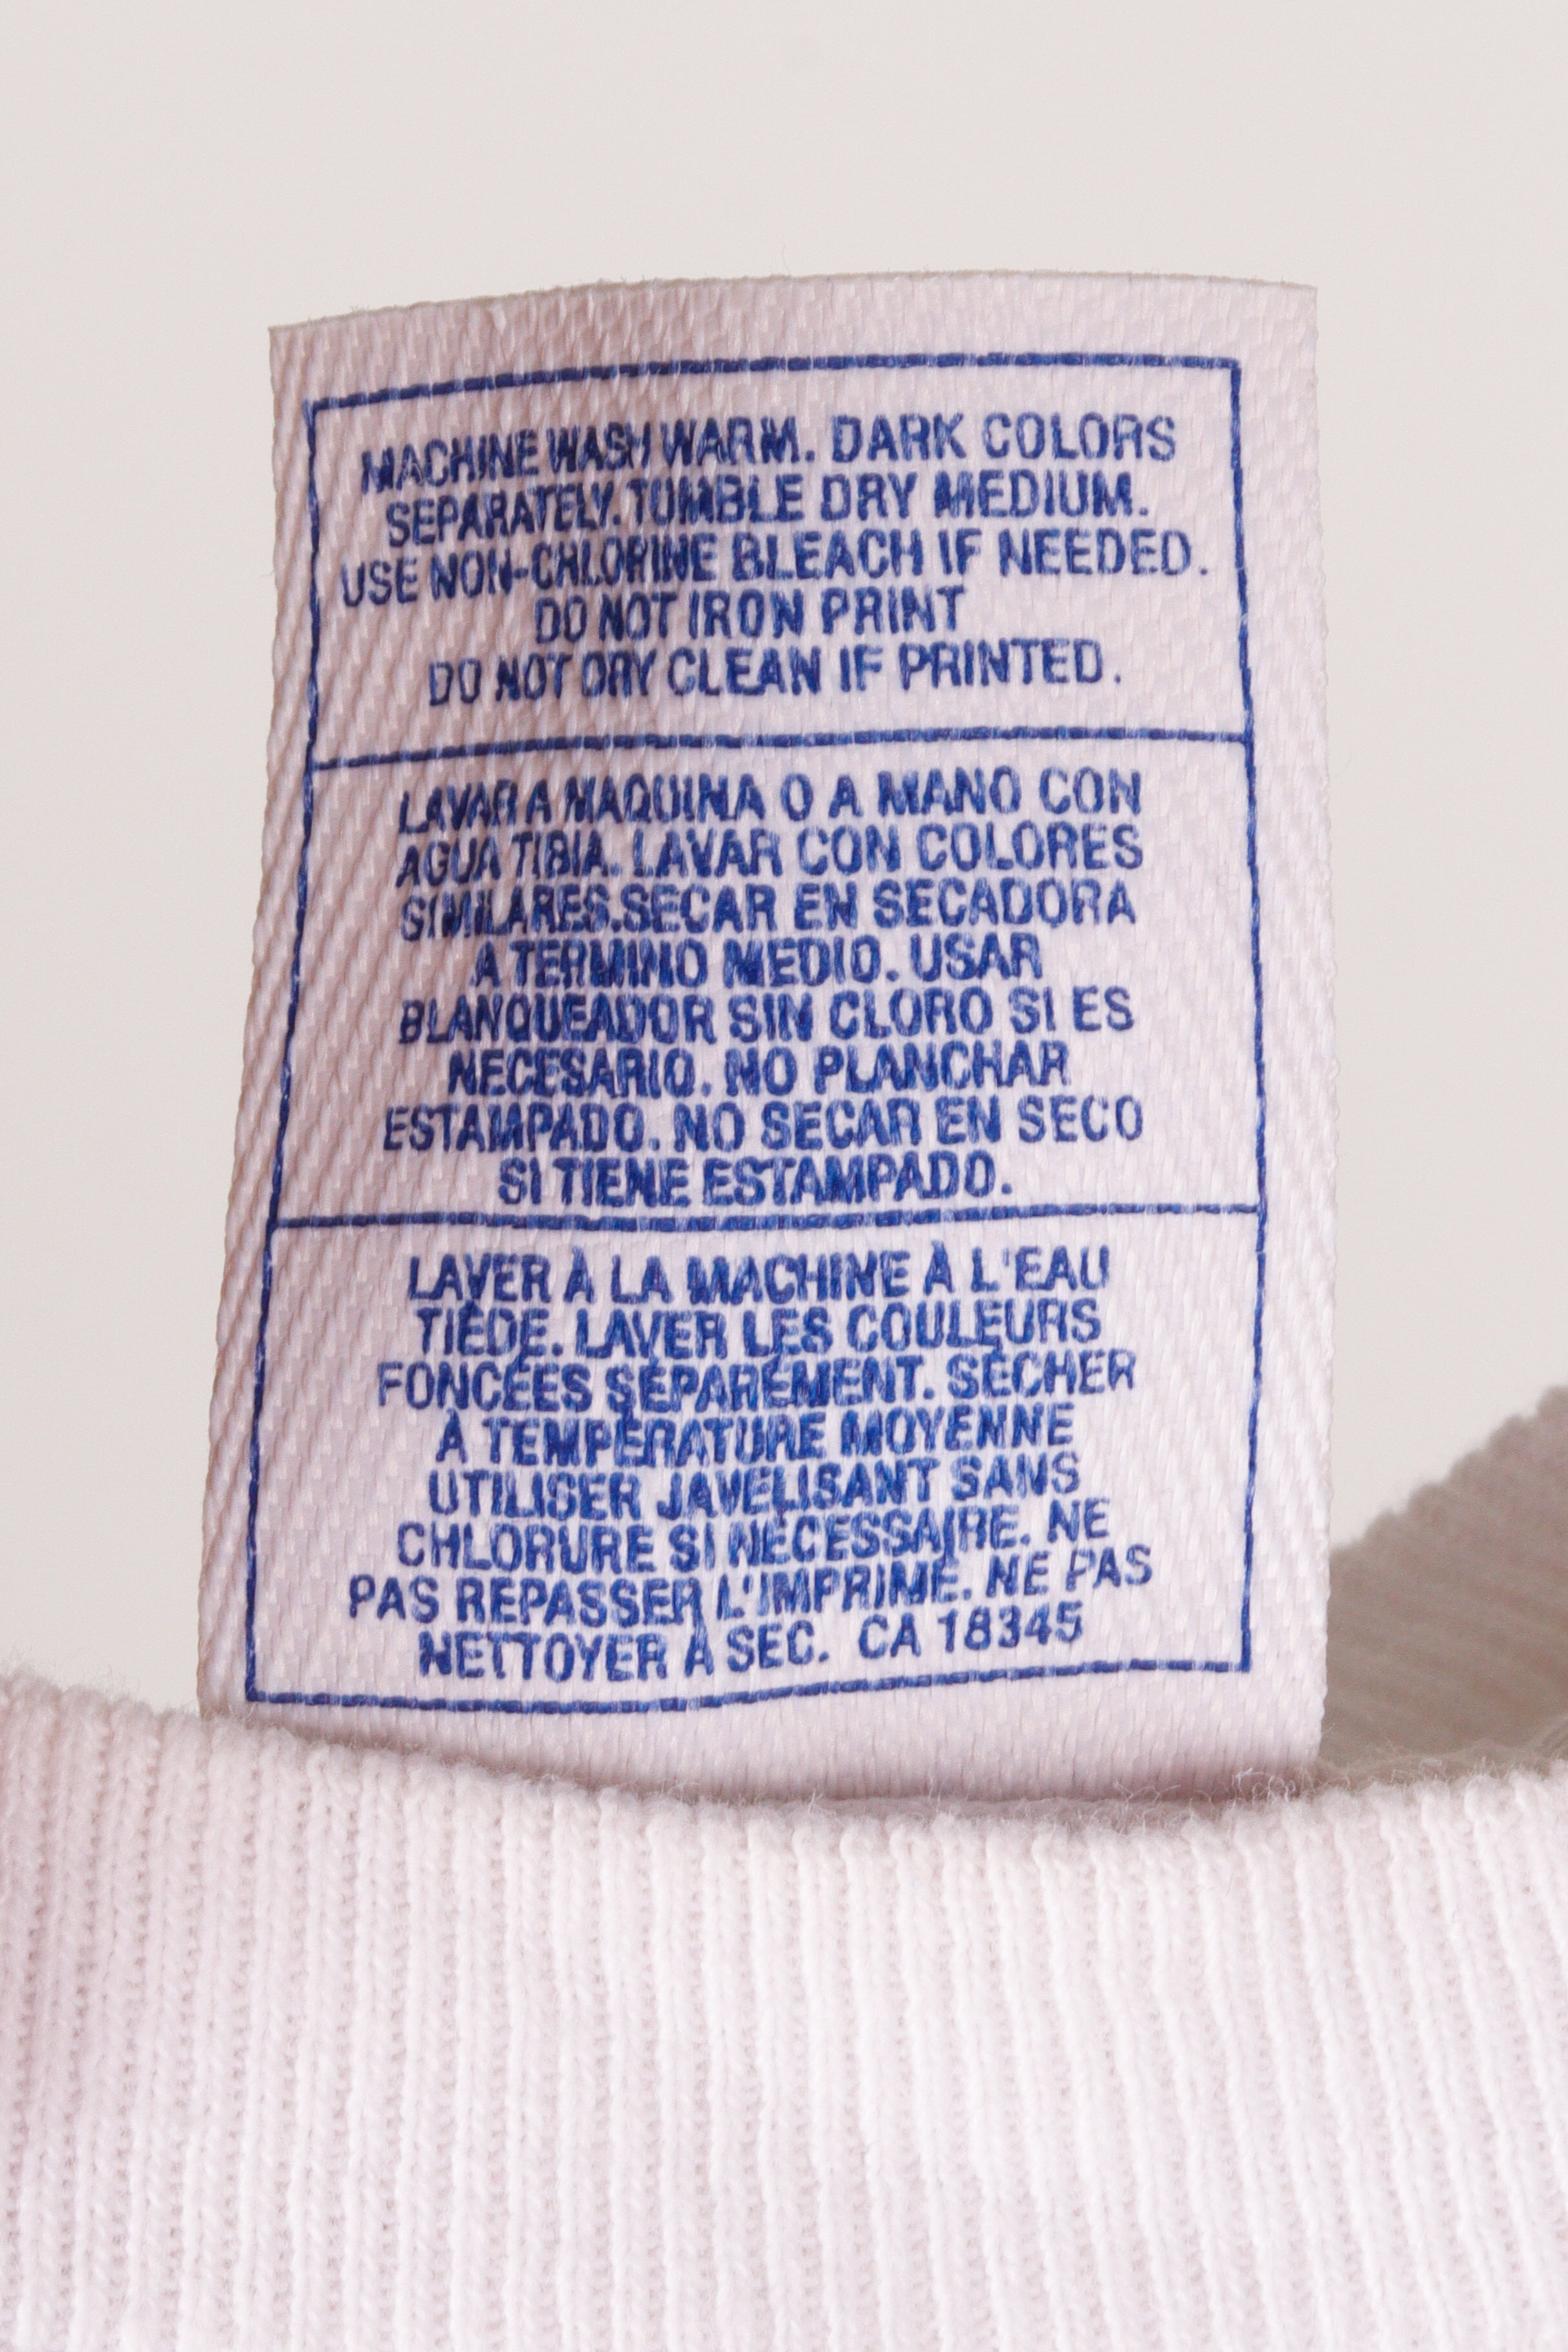 MACHINE WASH WARM. DARK COLORS
SEPARATELY. TUMBLE DRY MEDIUM.
USE NON-CHLORINE BLEACH IF NEEDED.
DO NOT IRON PRINT
DO NOT DRY CLEAN IF PRINTED.
LAVAR A MAQUINA O A MANO CON
AGUA TIBIA. LAVAR CON COLORES
SIMILARES.SECAR EN SECADORA
A TERMINO MEDIO. USAR
BLANQUEADOR SIN CLORO SI ES
NECESARIO. NO PLANCHAR
ESTAMPADO. NO SECAR EN SECO
SI TIENE ESTAMPADO.
LAVER À LA MACHINE À L'EAU
TIÈDE. LAVER LES COULEURS
FONCÉES SÉPARÉMENT. SÉCHER
À TEMPÉRATURE MOYENNE
UTILISER JAVELISANT SANS
CHLORURE SI NÉCESSAIRE. NE
PAS REPASSER L'IMPRIMÉ. NE PAS
NETTOYER À SEC. CA 18345